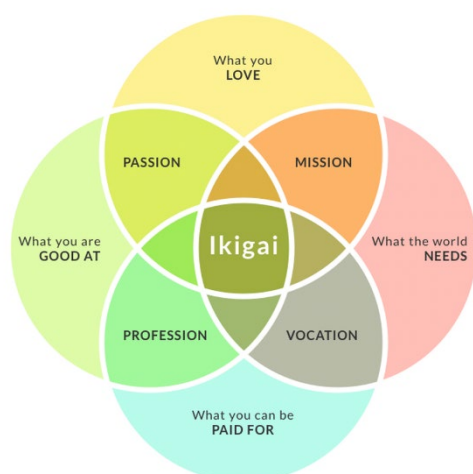 What you
LOVE
PASSION
MISSION
What you are
GOOD AT
Ikigai
What the world
NEEDS
PROFESSION
VOCATION
What you can be
PAID FOR